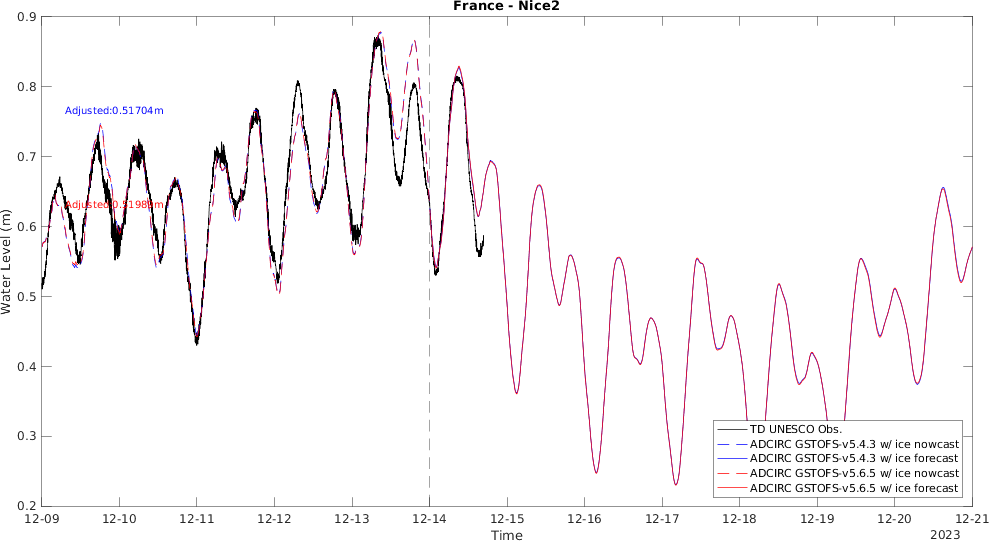 France - Nice2
0.9
0.8
0.7
0.6
0.5
0.4
0.3
0.2
Water Level (m)
Adjusted:0.51704m
TD UNESCO Obs.
ADCIRC GSTOFS-v5.4.3 w/ ice nowcast
ADCIRC GSTOFS-v5.4.3 w/ ice forecast
ADCIRC GSTOFS-v5.6.5 w/ ice nowcast
ADCIRC GSTOFS-v5.6.5 w/ ice forecast
12-09 12-10 12-11 12-12 12-13 12-14 12-15 12-16 12-17 12-18 12-19 12-20 12-21
Time
2023